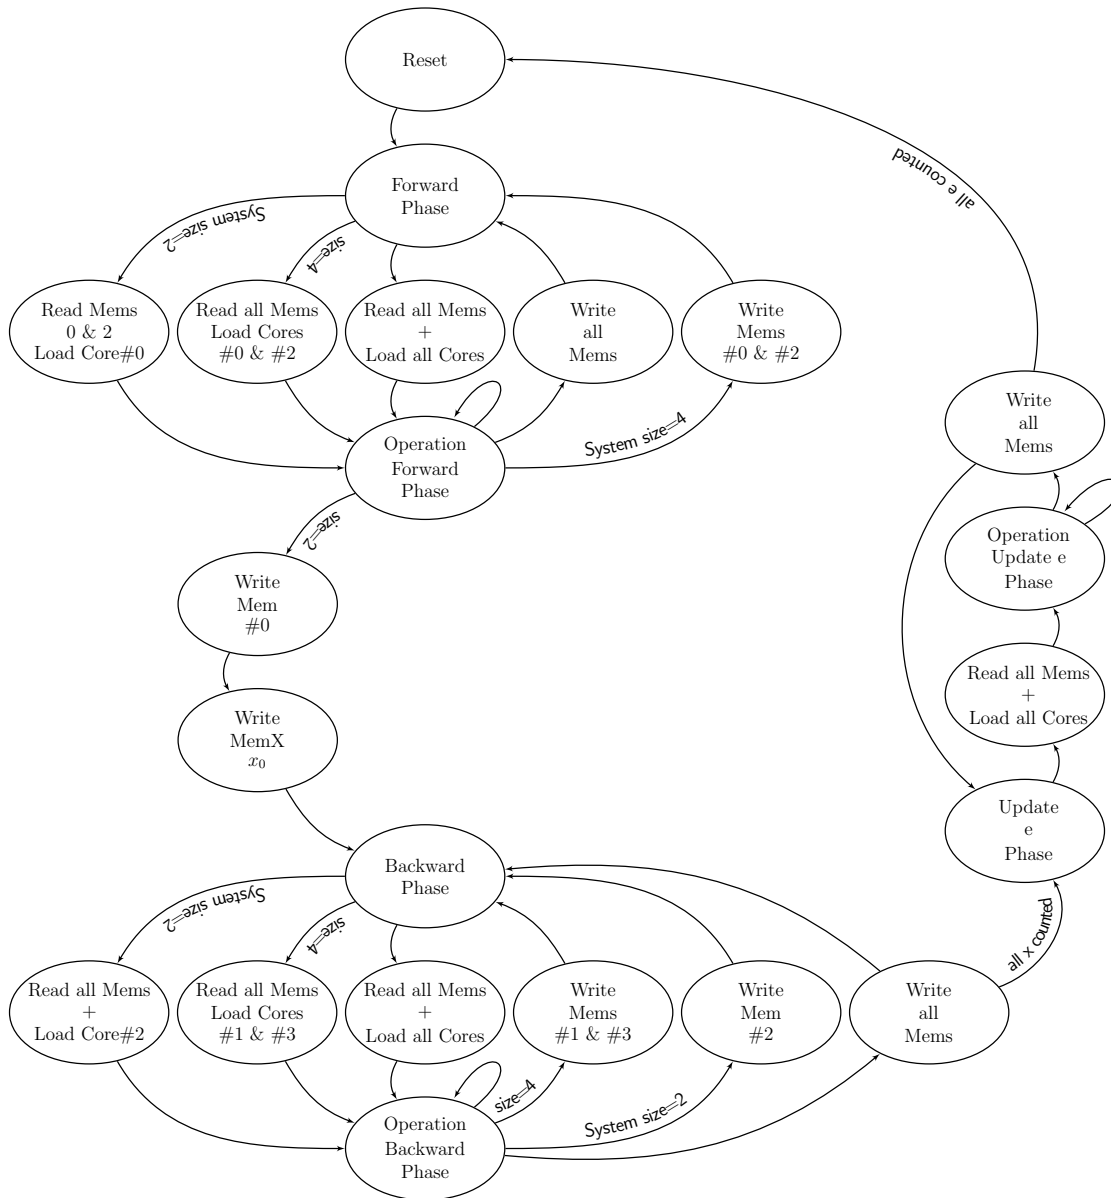 Reset
all e counted
Forward
Phase
System size=2
size=4
Read Mems
0 & 2
Load Core#0
Read all Mems
Load Cores
#0 & #2
Read all Mems
+
Load all Cores
Write
all
Mems
Write
Mems
#0 & #2
Write
all
Mems
System size=4
Operation
Forward
Phase
size=2
Operation
Update e
Phase
Write
Mem
#0
Read all Mems
+
Load all Cores
Write
MemX
x₀
Update
e
Phase
Backward
Phase
System size=2
size=4
all x counted
Read all Mems
+
Load Core#2
Read all Mems
Load Cores
#1 & #3
Read all Mems
+
Load all Cores
Write
Mems
#1 & #3
Write
Mem
#2
Write
all
Mems
size=4
System size=2
Operation
Backward
Phase